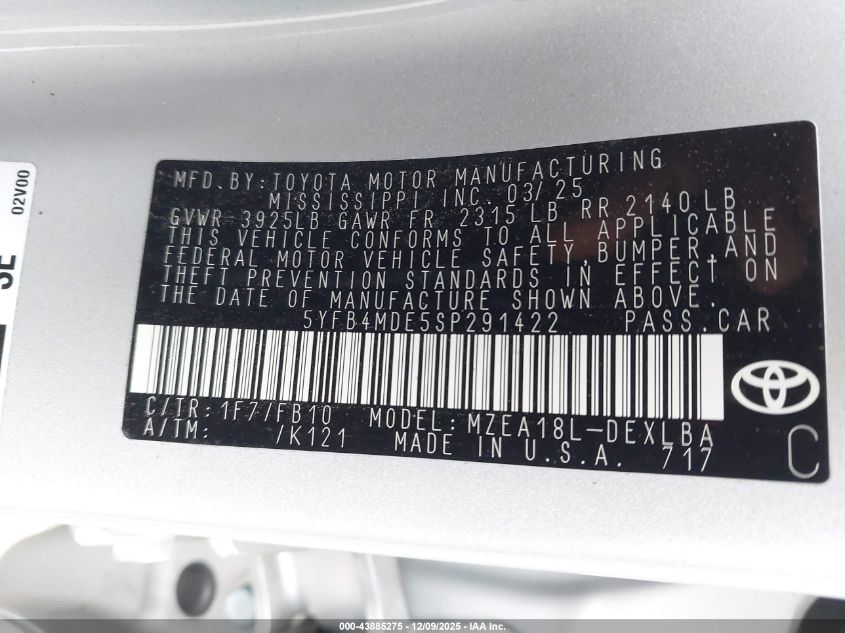 MFD. BY: TOYOTA MOTOR MANUFACTURING
MISSISSIPPI INC. 03/25
GVWR 3925LB GAWR FR 2315 LB RR 2140 LB
THIS VEHICLE CONFORMS TO ALL APPLICABLE
FEDERAL MOTOR VEHICLE SAFETY, BUMPER, AND
THEFT PREVENTION STANDARDS IN EFFECT ON
THE DATE OF MANUFACTURE SHOWN ABOVE.
5YFB4MDE5SP291422 PASS. CAR
C/TR: 1F7/FB10 MODEL: MZEA18L-DEXLBA
A/TM: /K121 MADE IN U.S.A. 717
C
02V00
000-43885275 - 12/09/2025 - IAA Inc.